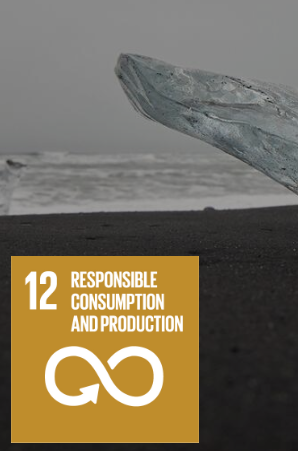 12 RESPONSIBLE
CONSUMPTION
AND PRODUCTION